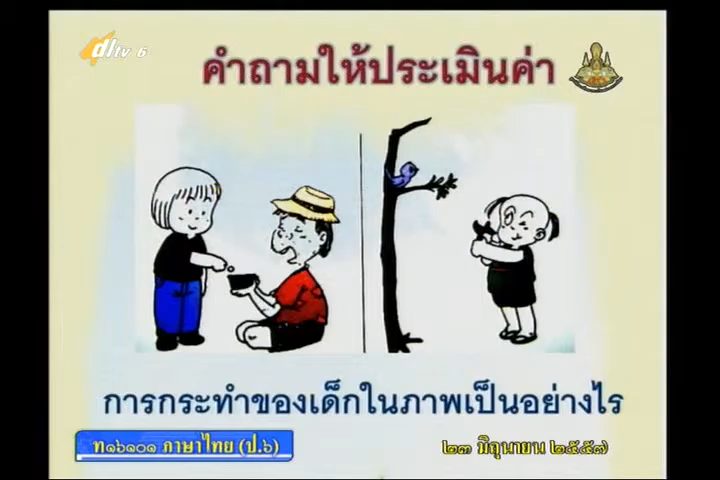 dltv 6
คำถามให้ประเมินค่า
การกระทำของเด็กในภาพเป็นอย่างไร
ท๑๖๑๐๑ ภาษาไทย (ป.๖)
๒๓ มิถุนายน ๒๕๕๗